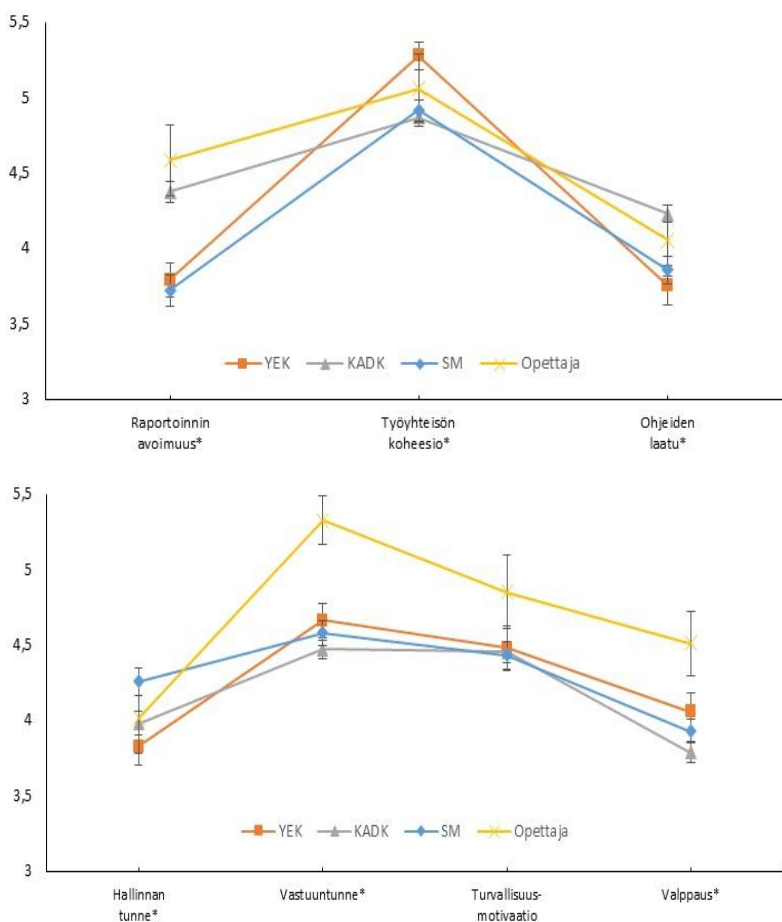 5,5
5
4,5
4
3,5
3
YEK KADK SM Opettaja
Raportoinnin
avoimuus*
Työyhteisön
koheesio*
Ohjeiden
laatu*
5,5
5
4,5
4
3,5
3
YEK KADK SM Opettaja
Hallinnan
tunne*
Vastuuntunne*
Turvallisuus-
motivaatio
Valppaus*